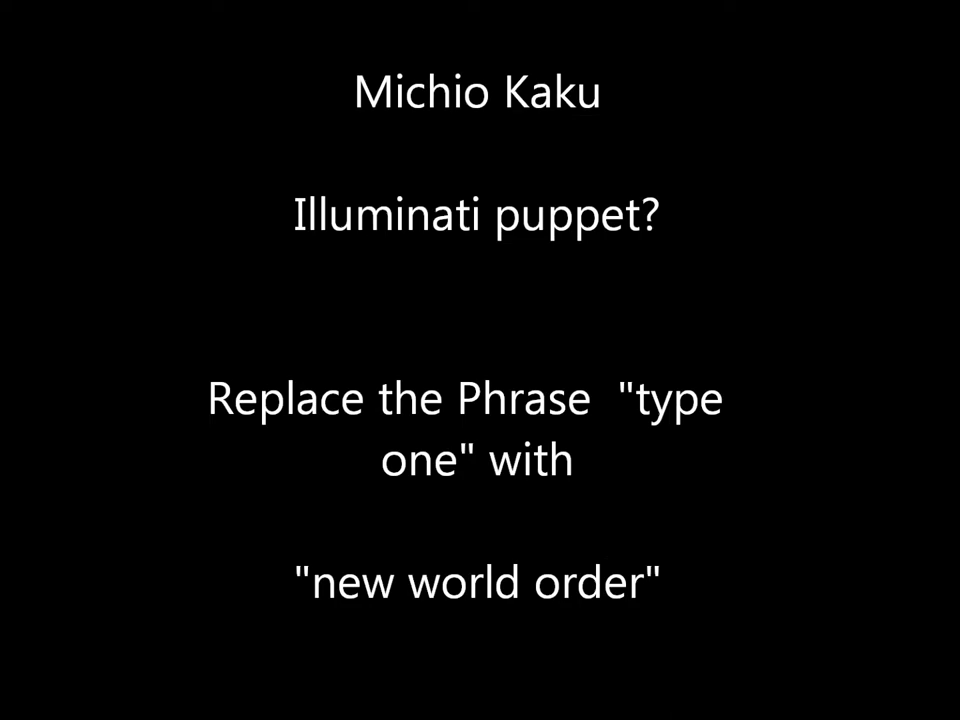 Michio Kaku
Illuminati puppet?
Replace the Phrase  "type
one" with
"new world order"